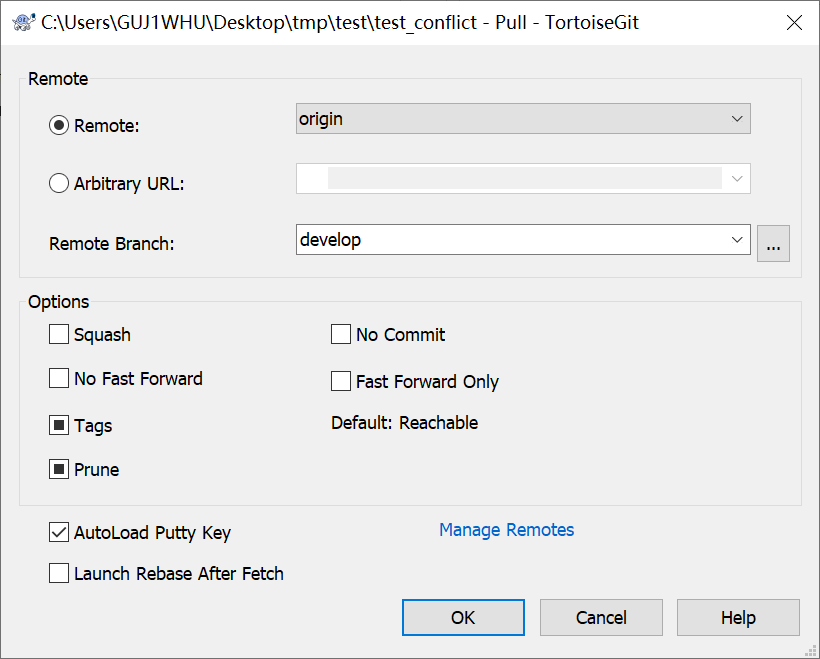 C:\Users\GUJ1WHU\Desktop\tmp\test\test_conflict - Pull - TortoiseGit
Remote
Remote:
origin
Arbitrary URL:
Remote Branch:
develop
...
Options
Squash
No Commit
No Fast Forward
Fast Forward Only
Tags
Default: Reachable
Prune
AutoLoad Putty Key
Manage Remotes
Launch Rebase After Fetch
OK
Cancel
Help